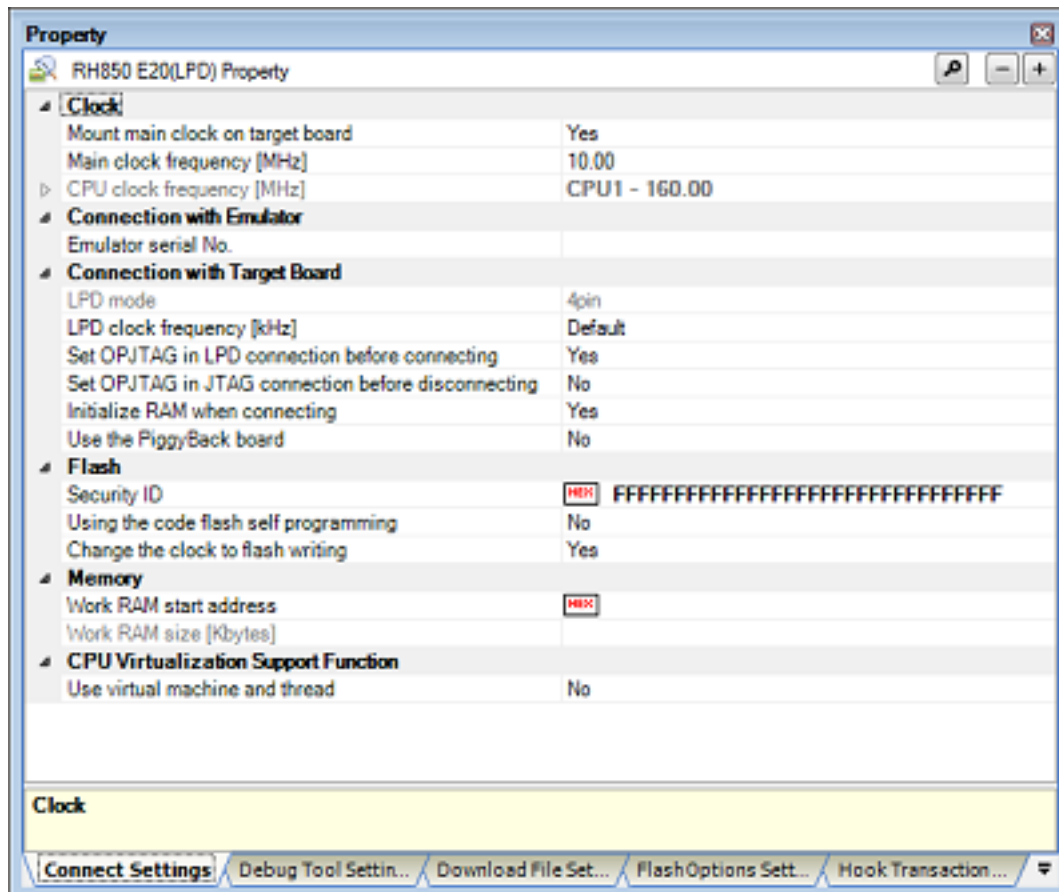 Property
RH850 E20(LPD) Property
Clock
Mount main clock on target board Yes
Main clock frequency [MHz] 10.00
CPU clock frequency [MHz] CPU1 - 160.00
Connection with Emulator
Emulator serial No.
Connection with Target Board
LPD mode 4pin
LPD clock frequency [kHz] Default
Set OPJTAG in LPD connection before connecting Yes
Set OPJTAG in JTAG connection before disconnecting No
Initialize RAM when connecting Yes
Use the PiggyBack board No
Flash
Security ID HEX FFFFFFFFFFFFFFFFFFFFFFFFFFFFFFFF
Using the code flash self programming No
Change the clock to flash writing Yes
Memory
Work RAM start address HEX
Work RAM size [Kbytes]
CPU Virtualization Support Function
Use virtual machine and thread No
Clock
Connect Settings Debug Tool Settin... Download File Set... FlashOptions Sett... Hook Transaction...